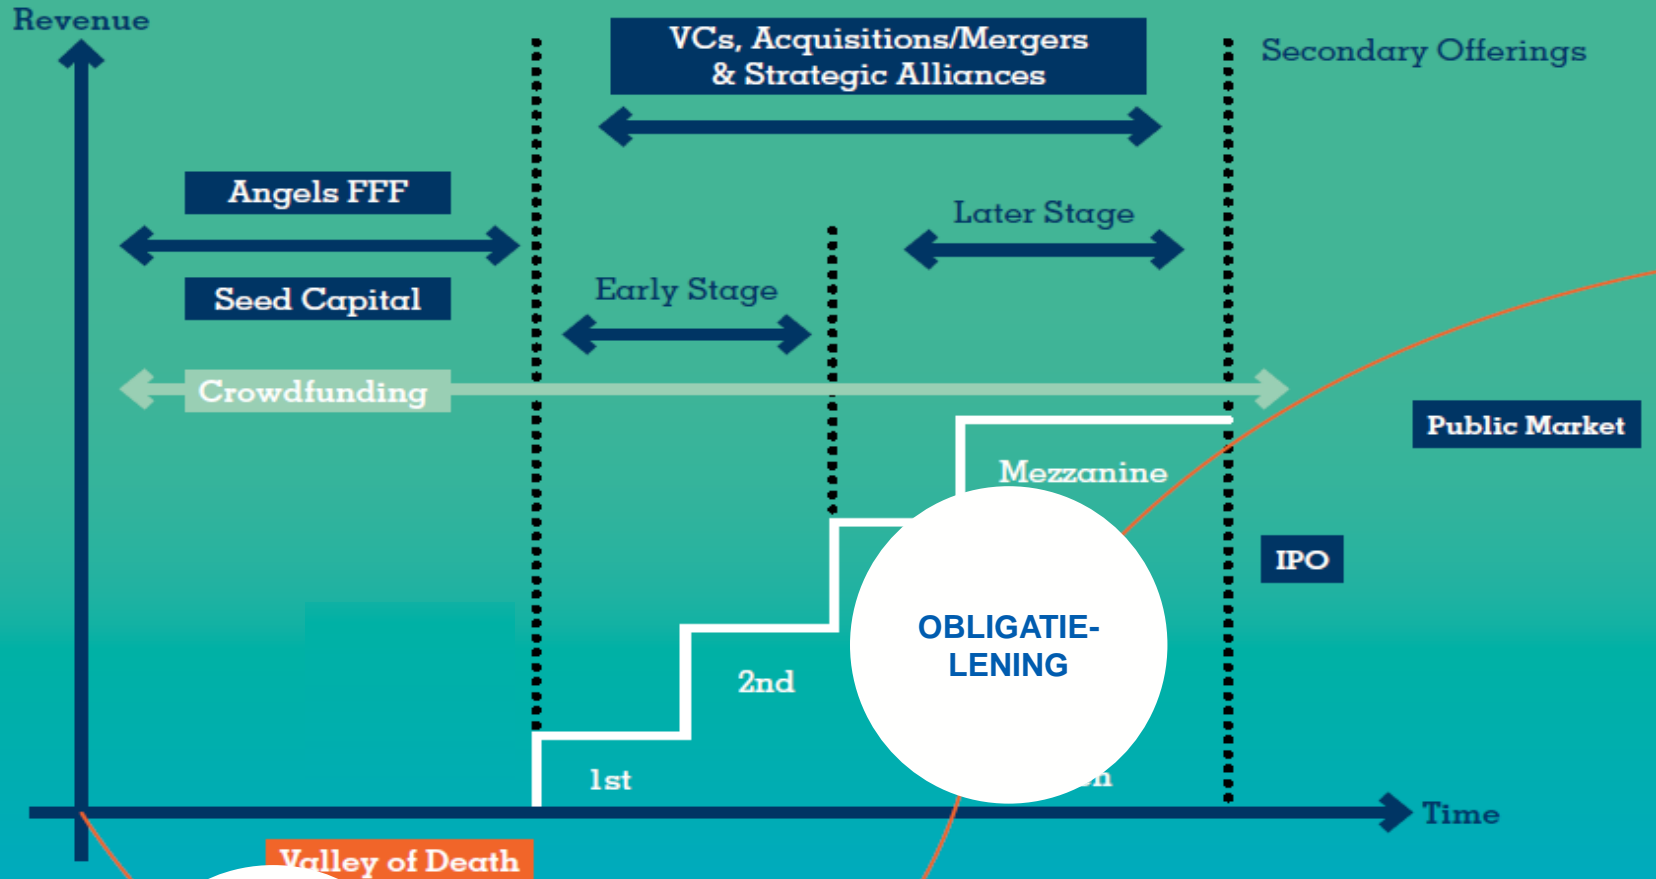 Revenue
VCs, Acquisitions/Mergers
& Strategic Alliances
Secondary Offerings
Angels FFF
Later Stage
Seed Capital
Early Stage
Crowdfunding
Public Market
Mezzanine
IPO
OBLIGATIE-
LENING
2nd
1st
Time
Valley of Death